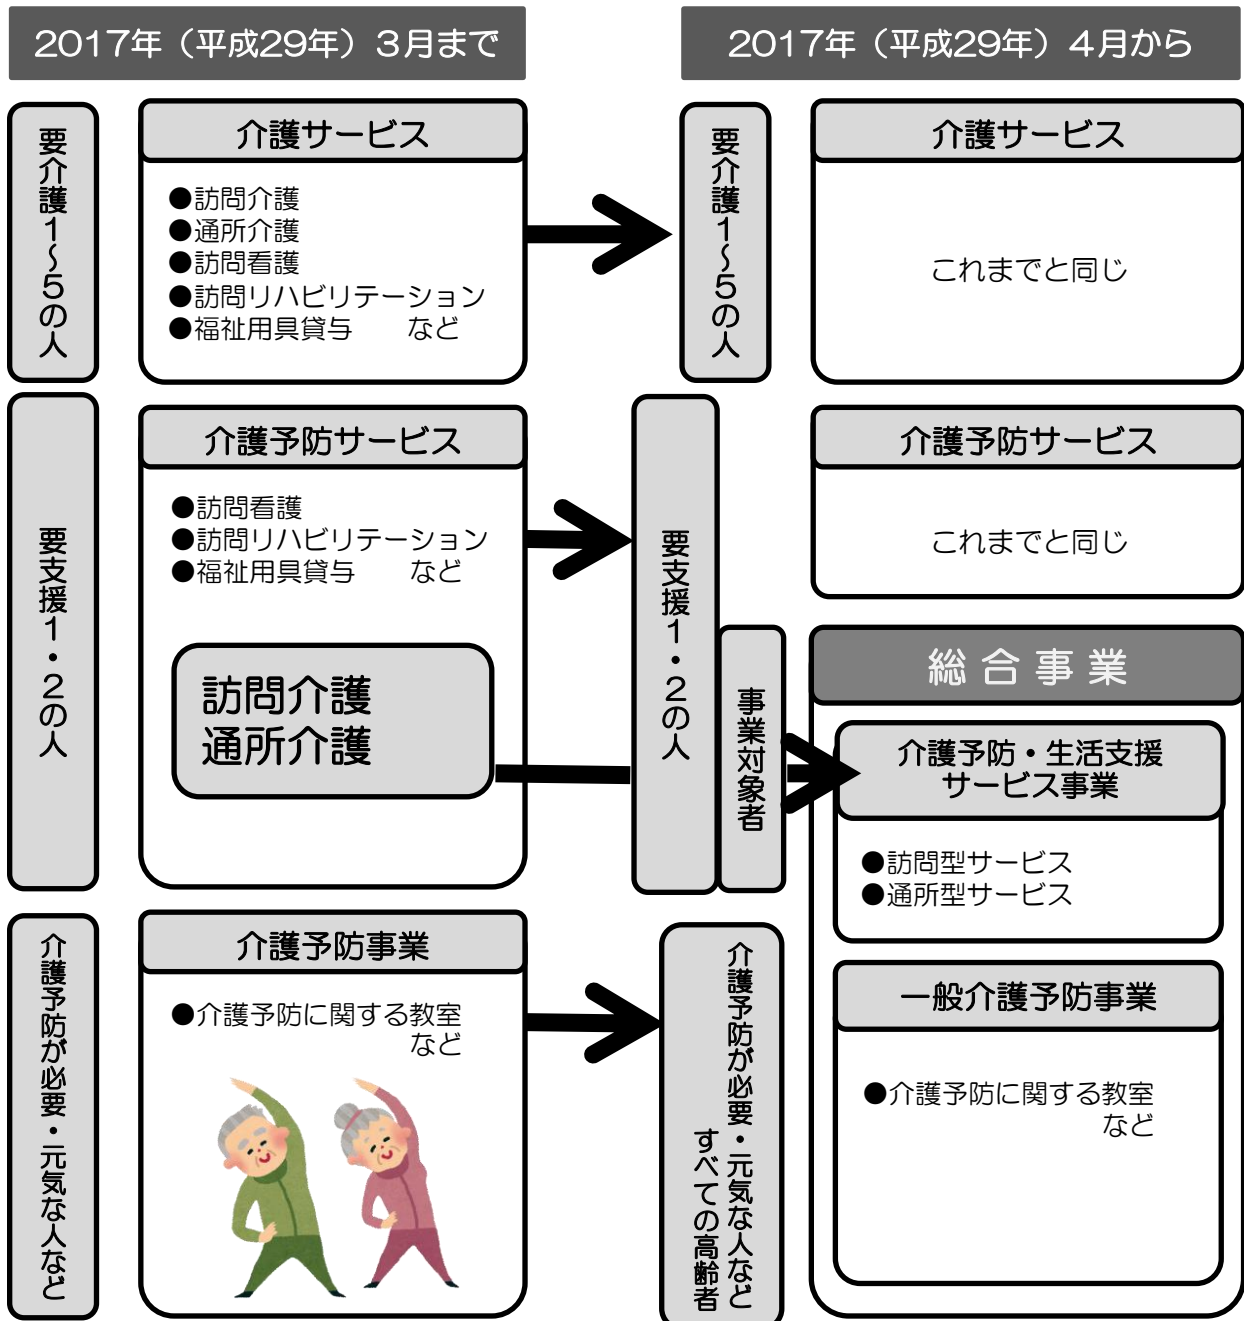 2017年（平成29年）３月まで
2017年（平成29年）４月から
要介護１～５の人
介護サービス
●訪問介護
●通所介護
●訪問看護
●訪問リハビリテーション
●福祉用具貸与　　など
要介護１～５の人
介護サービス
これまでと同じ
要支援１・２の人
介護予防サービス
●訪問看護
●訪問リハビリテーション
●福祉用具貸与　　など
訪問介護
通所介護
要支援１・２の人
事業対象者
介護予防サービス
これまでと同じ
総合事業
介護予防・生活支援
サービス事業
●訪問型サービス
●通所型サービス
介護予防が必要・元気な人など
介護予防事業
●介護予防に関する教室
など
介護予防が必要・元気な人など
すべての高齢者
一般介護予防事業
●介護予防に関する教室
など